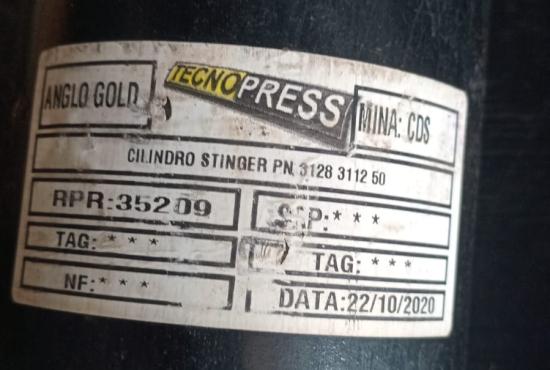 ANGLO GOLD
TECNOPRESS
MINA: CDS
CILINDRO STINGER PN 3128 3112 50
RPR:35209
TAG: * * *
TAG: * * *
NF:* * *
DATA:22/10/2020